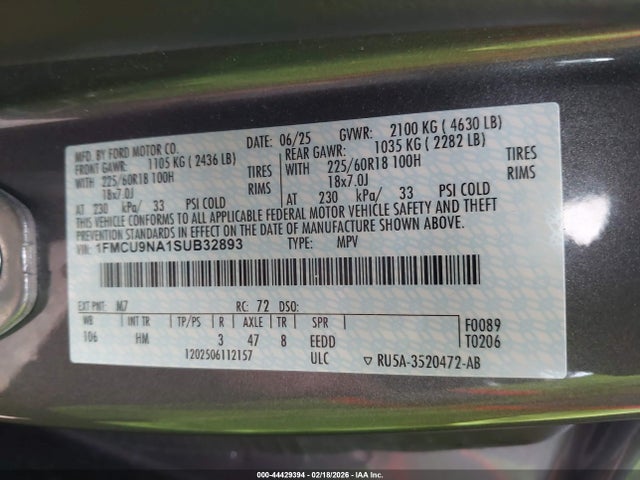 MFD. BY FORD MOTOR CO. DATE: 06/25 GVWR: 2100 KG ( 4630 LB)
FRONT GAWR: 1105 KG ( 2436 LB) REAR GAWR: 1035 KG ( 2282 LB)
WITH 225/60R18 100H TIRES WITH 225/60R18 100H TIRES
18x7.0J RIMS 18x7.0J RIMS
AT 230 kPa/ 33 PSI COLD AT 230 kPa/ 33 PSI COLD
THIS VEHICLE CONFORMS TO ALL APPLICABLE FEDERAL MOTOR VEHICLE SAFETY AND THEFT
PREVENTION STANDARDS IN EFFECT ON THE DATE OF MANUFACTURE SHOWN ABOVE.
VIN: 1FMCU9NA1SUB32893 TYPE: MPV
EXT PNT: M7 RC: 72 DSO:
WB INT TR TP/PS R AXLE TR SPR F0089
106 HM 3 47 8 EEDD T0206
1202506112157 ULC RU5A-3520472-AB
000-44429394 - 02/18/2026 - IAA Inc.